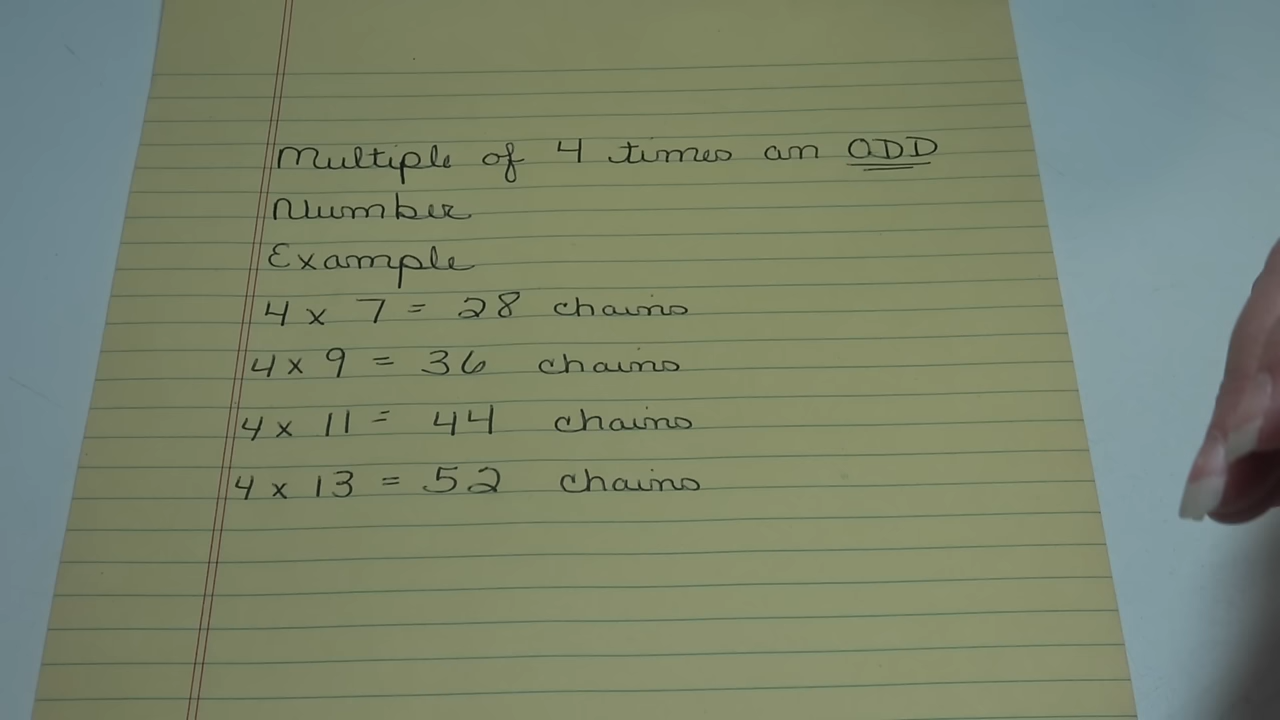 Multiple of 4 times an ODD
Number
Example
4 x 7 = 28 chains
4 x 9 = 36 chains
4 x 11 = 44 chains
4 x 13 = 52 chains